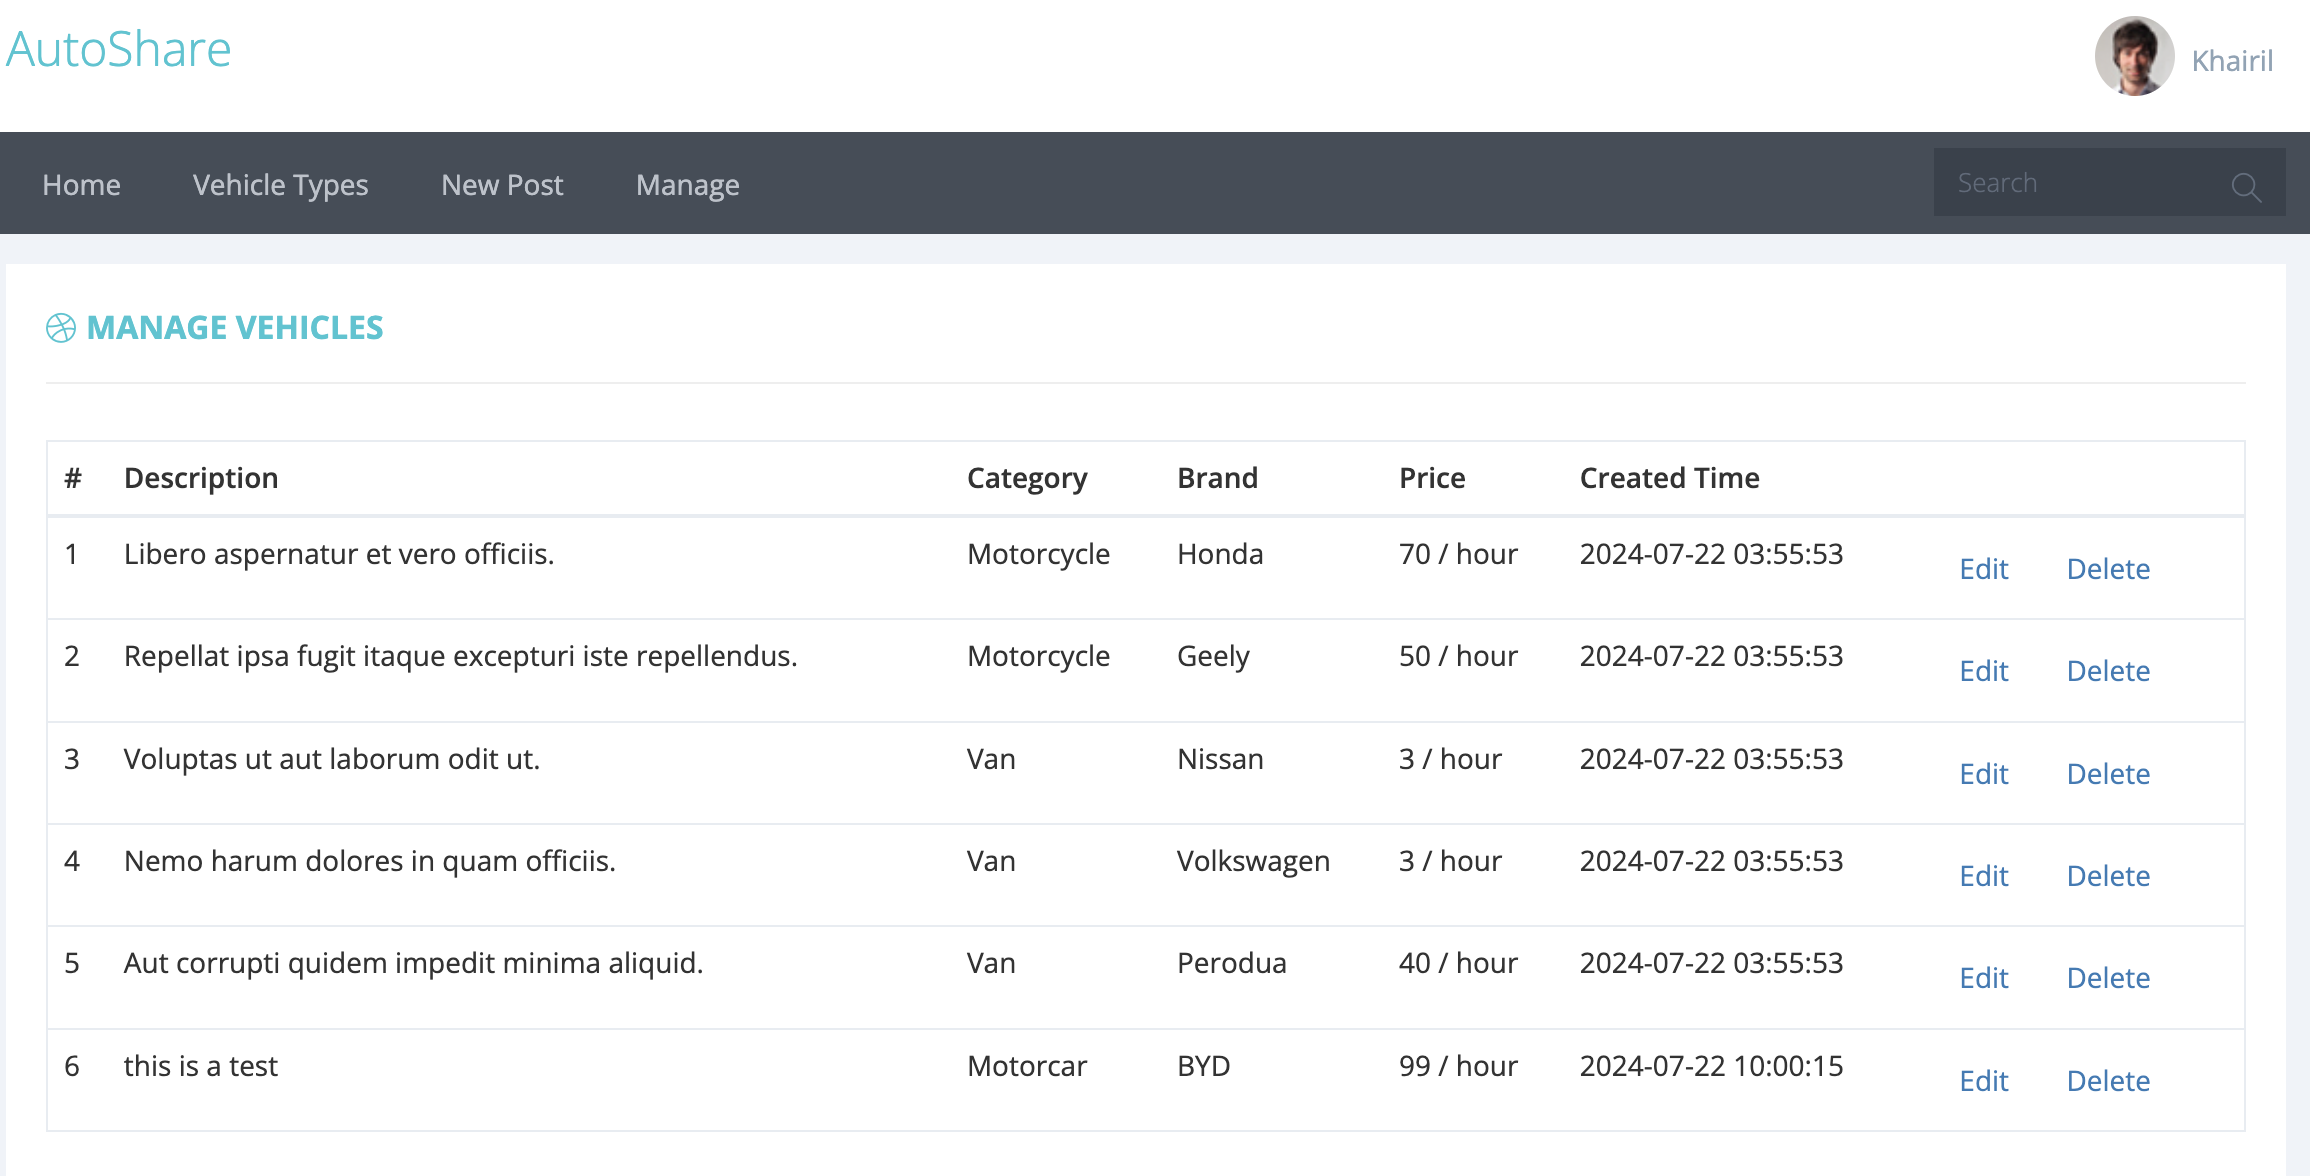 AutoShare
Khairil
Home Vehicle Types New Post Manage Search
MANAGE VEHICLES
# Description Category Brand Price Created Time
1 Libero aspernatur et vero officiis. Motorcycle Honda 70 / hour 2024-07-22 03:55:53 Edit Delete
2 Repellat ipsa fugit itaque excepturi iste repellendus. Motorcycle Geely 50 / hour 2024-07-22 03:55:53 Edit Delete
3 Voluptas ut aut laborum odit ut. Van Nissan 3 / hour 2024-07-22 03:55:53 Edit Delete
4 Nemo harum dolores in quam officiis. Van Volkswagen 3 / hour 2024-07-22 03:55:53 Edit Delete
5 Aut corrupti quidem impedit minima aliquid. Van Perodua 40 / hour 2024-07-22 03:55:53 Edit Delete
6 this is a test Motorcar BYD 99 / hour 2024-07-22 10:00:15 Edit Delete